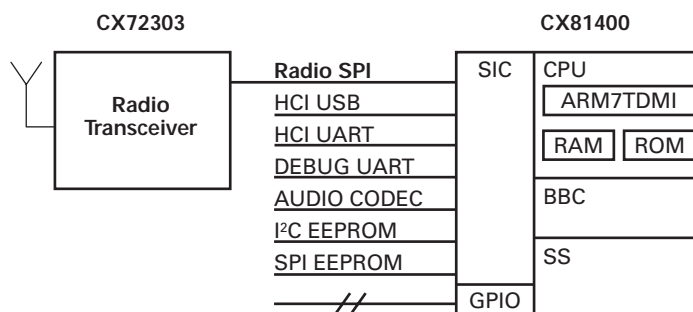 CX72303
CX81400
Radio
Transceiver
Radio SPI
HCI USB
HCI UART
DEBUG UART
AUDIO CODEC
I²C EEPROM
SPI EEPROM
SIC
GPIO
CPU
ARM7TDMI
RAM
ROM
BBC
SS